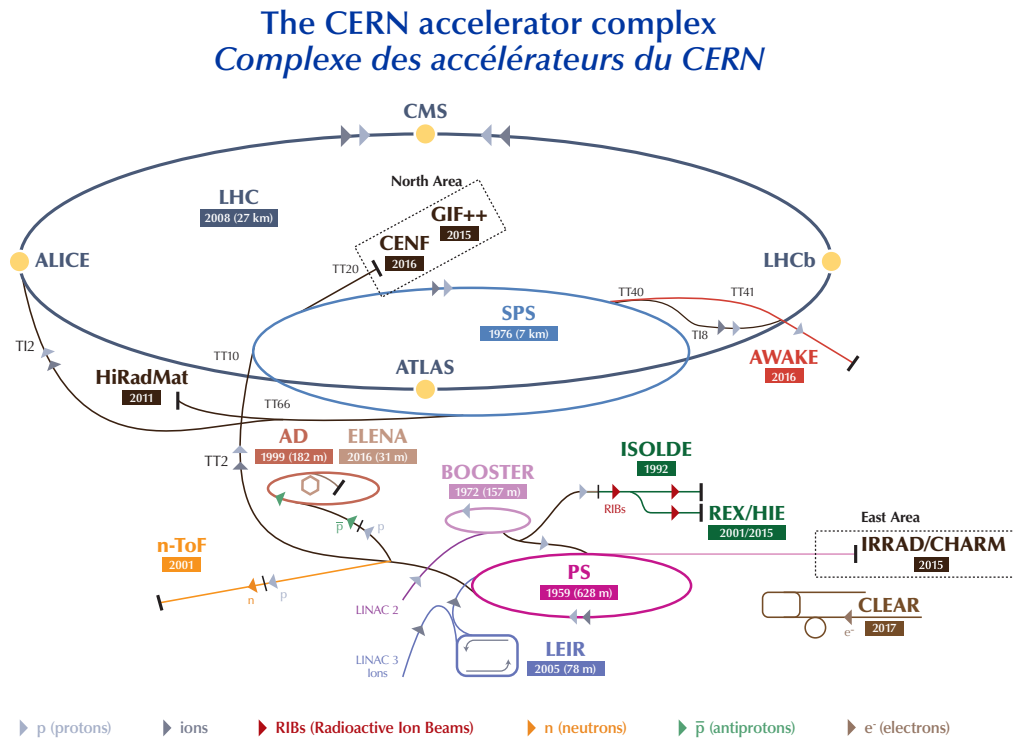 The CERN accelerator complex
Complexe des accélérateurs du CERN
CMS
North Area
LHC
2008 (27 km)
GIF++
2015
CENF
2016
TT20
ALICE
LHCb
TT40
TT41
SPS
1976 (7 km)
TI8
TI2
TT10
ATLAS
AWAKE
2016
HiRadMat
2011
TT66
AD
1999 (182 m)
ELENA
2016 (31 m)
TT2
BOOSTER
1972 (157 m)
ISOLDE
1992
RIBs
REX/HIE
2001/2015
East Area
IRRAD/CHARM
2015
p̅
p
n-ToF
2001
n
p
PS
1959 (628 m)
LINAC 2
CLEAR
2017
e⁻
LINAC 3
Ions
LEIR
2005 (78 m)
p (protons)
ions
RIBs (Radioactive Ion Beams)
n (neutrons)
p̅ (antiprotons)
e⁻ (electrons)